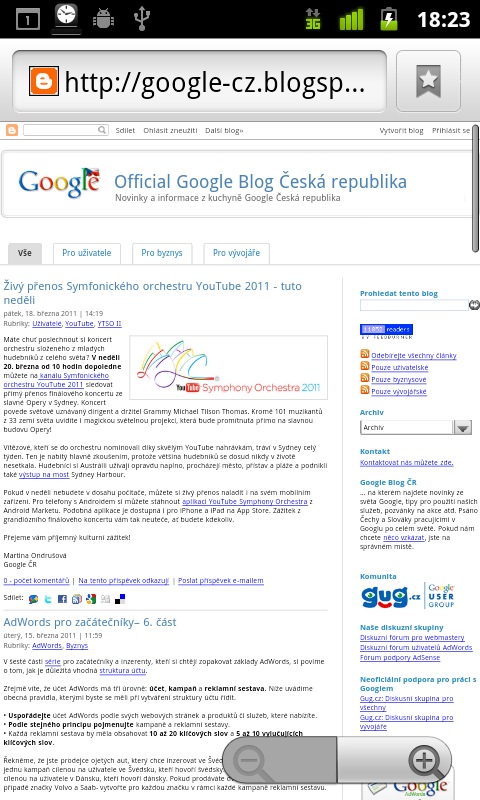 1
3G
18:23
http://google-cz.blogsp...
Sdílet Ohlásit zneužití Další blog» Vytvořit blog Přihlásit se
Google
Official Google Blog Česká republika
Novinky a informace z kuchyně Google Česká republika
Vše Pro uživatele Pro byznys Pro vývojáře
Živý přenos Symfonického orchestru YouTube 2011 - tuto
neděli
pátek, 18. března 2011 | 14:19
Rubriky: Uživatelé, YouTube, YTSO II
Máte chuť poslechnout si koncert
orchestru složeného z mladých
hudebníků z celého světa? V neděli
20. března od 10 hodin dopoledne
můžete na kanálu Symfonického
orchestru YouTube 2011 sledovat
přímý přenos finálového koncertu ze
slavné Opery v Sydney. Koncert
povede světově uznávaný dirigent a držitel Grammy Michael Tilson Thomas. Kromě 101 muzikantů
z 33 zemí světa uvidíte i magickou světelnou projekci, která bude promítnuta přímo na slavnou
budovu Opery!
YouTube Symphony Orchestra 2011
Vítězové, kteří se do orchestru nominovali díky skvělým YouTube nahrávkám, tráví v Sydney celý
týden. Ten je nabitý hlavně zkoušením, protože většina hudebníků se dosud nikdy v životě
nesetkala. Hudebníci si Austrálii užívají opravdu naplno, procházejí město, přístav a pláže a podnikli
také výstup na most Sydney Harbour.
Pokud v neděli nebudete v dosahu počítače, můžete si živý přenos naladit i na svém mobilním
zařízení. Pro telefony s Androidem si můžete stáhnout aplikaci YouTube Symphony Orchestra z
Android Marketu. Podobná aplikace je dostupná i pro iPhone a iPad na App Store. Zážitek z
grandiózního finálového koncertu vám tak neuteče, ať budete kdekoliv.
Přejeme vám příjemný kulturní zážitek!
Martina Ondrušová
Google ČR
0 - počet komentářů | Na tento příspěvek odkazují | Poslat příspěvek e-mailem
Sdílet:
AdWords pro začátečníky– 6. část
úterý, 15. března 2011 | 11:59
Rubriky: AdWords, Byznys
V šesté části série pro začátečníky a inzerenty, kteří si chtějí zopakovat základy AdWords, si povíme
o tom, jak je důležitá vhodná struktura účtu.
Zřejmě víte, že účet AdWords má tři úrovně: účet, kampaň a reklamní sestava. Níže uvádíme
obecná pravidla, kterými byste se měli při vytváření struktury účtu řídit.
• Uspořádejte účet AdWords podle svých webových stránek a produktů či služeb, které nabízíte.
• Podle stejného principu pojmenujte kampaně a reklamní sestavy.
• Každá reklamní sestava by měla obsahovat 10 až 20 klíčových slov a 5 až 10 vylučujících
klíčových slov.
Řekněme, že jste prodejce ojetých aut, který chce inzerovat ve
jednu kampaň cílenou na uživatele ve Švédsku, kteří hovoří
cílenou na uživatele v Dánsku, kteří hovoří dánsky. Pokud prodáváte
případě značky Volvo a Saab- vytvořte pro každou značku v rámci každé kampaně reklamní sestavu.
Prohledat tento blog
11051 readers
BY FEEDBURNER
Odebírejte všechny články
Pouze uživatelské
Pouze byznysové
Pouze vývojářské
Archiv
Archiv
Kontakt
Kontaktovat nás můžete zde.
Google Blog ČR
... na kterém najdete novinky ze
světa Google, tipy pro použití našich
služeb, pozvánky na akce atd. Psáno
Čechy a Slováky pracujícími v
Googlu po celém světě. Pokud nám
chcete něco vzkázat, jste na
správném místě.
Komunita
gug.cz Google
USER
GROUP
Naše diskusní skupiny
Diskuzní fórum pro webmastery
Diskuzní fórum uživatelů AdWords
Fórum podpory AdSense
Neoficiální podpora pro práci s
Googlem
Gug.cz: Diskusní skupina pro
všechny
Gug.cz: Diskusní skupina pro
vývojáře
Google
AdWords